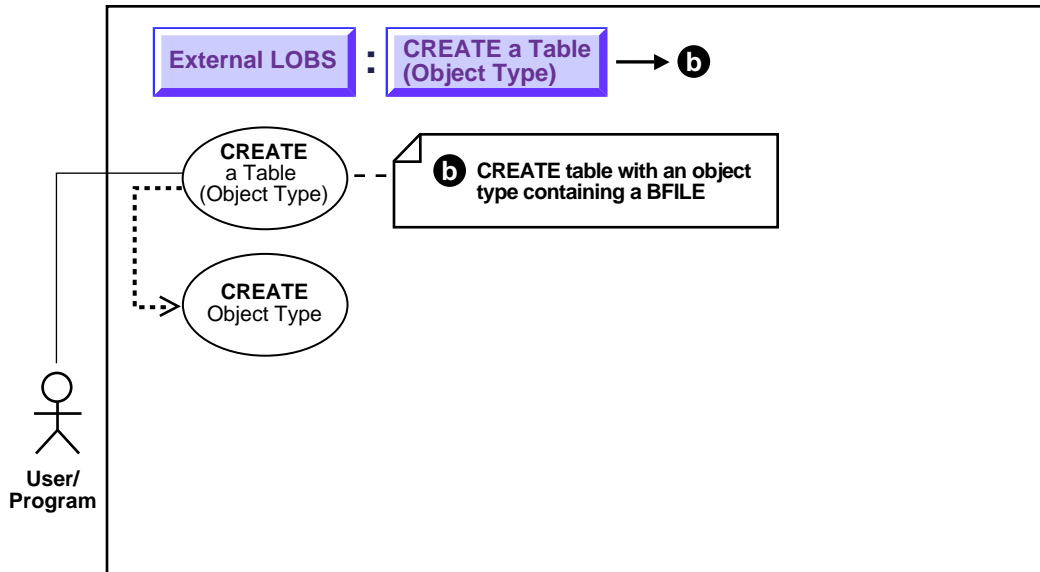 External LOBS : CREATE a Table
(Object Type) b
CREATE
a Table
(Object Type)
b CREATE table with an object
type containing a BFILE
CREATE
Object Type
User/
Program